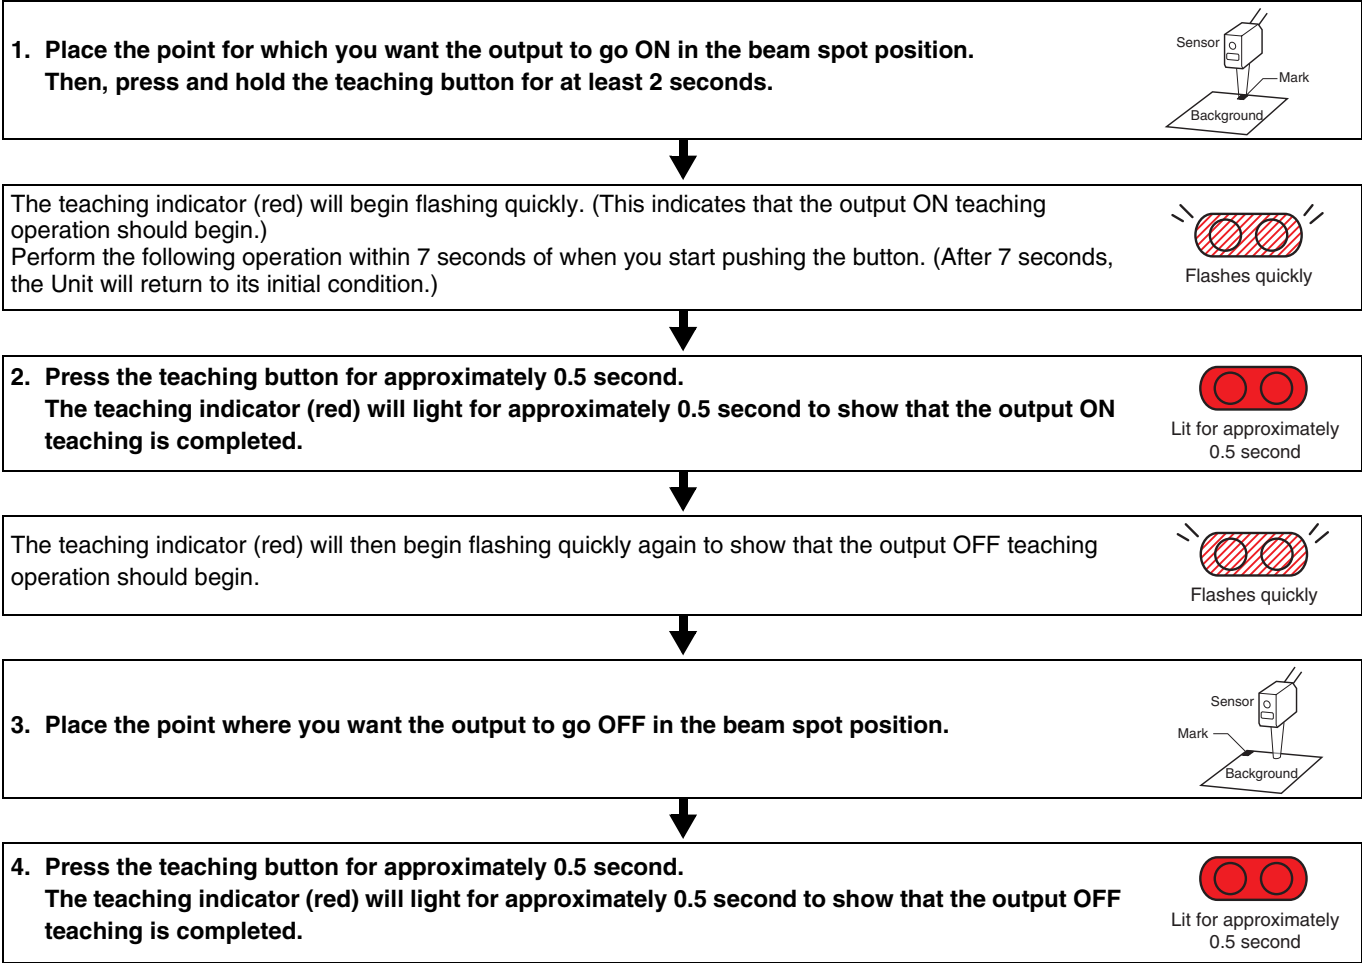 1. Place the point for which you want the output to go ON in the beam spot position.
Then, press and hold the teaching button for at least 2 seconds.
Sensor
Mark
Background
The teaching indicator (red) will begin flashing quickly. (This indicates that the output ON teaching
operation should begin.)
Perform the following operation within 7 seconds of when you start pushing the button. (After 7 seconds,
the Unit will return to its initial condition.)
Flashes quickly
2. Press the teaching button for approximately 0.5 second.
The teaching indicator (red) will light for approximately 0.5 second to show that the output ON
teaching is completed.
Lit for approximately
0.5 second
The teaching indicator (red) will then begin flashing quickly again to show that the output OFF teaching
operation should begin.
Flashes quickly
3. Place the point where you want the output to go OFF in the beam spot position.
Sensor
Mark
Background
4. Press the teaching button for approximately 0.5 second.
The teaching indicator (red) will light for approximately 0.5 second to show that the output OFF
teaching is completed.
Lit for approximately
0.5 second